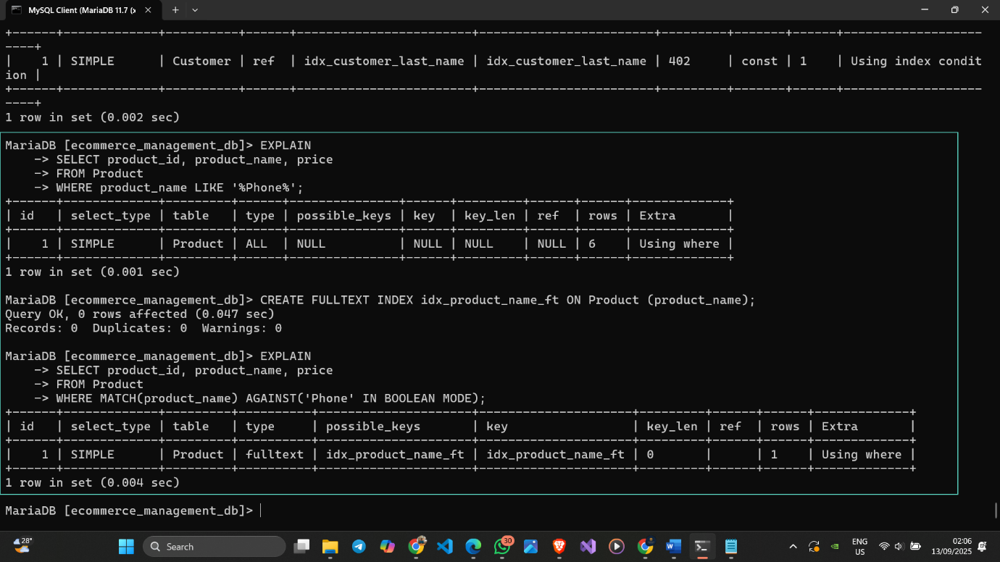 MySQL Client (MariaDB 11.7 (x
+------+-------------+----------+------+------------------------+------------------------+---------+-------+------+-------------------
----+
|    1 | SIMPLE      | Customer | ref  | idx_customer_last_name | idx_customer_last_name | 402     | const | 1    | Using index condit
ion |
+------+-------------+----------+------+------------------------+------------------------+---------+-------+------+-------------------
----+
1 row in set (0.002 sec)
MariaDB [ecommerce_management_db]> EXPLAIN
    -> SELECT product_id, product_name, price
    -> FROM Product
    -> WHERE product_name LIKE '%Phone%';
+------+-------------+---------+------+---------------+------+---------+------+------+-------------+
| id   | select_type | table   | type | possible_keys | key  | key_len | ref  | rows | Extra       |
+------+-------------+---------+------+---------------+------+---------+------+------+-------------+
|    1 | SIMPLE      | Product | ALL  | NULL          | NULL | NULL    | NULL | 6    | Using where |
+------+-------------+---------+------+---------------+------+---------+------+------+-------------+
1 row in set (0.001 sec)
MariaDB [ecommerce_management_db]> CREATE FULLTEXT INDEX idx_product_name_ft ON Product (product_name);
Query OK, 0 rows affected (0.047 sec)
Records: 0  Duplicates: 0  Warnings: 0
MariaDB [ecommerce_management_db]> EXPLAIN
    -> SELECT product_id, product_name, price
    -> FROM Product
    -> WHERE MATCH(product_name) AGAINST('Phone' IN BOOLEAN MODE);
+------+-------------+---------+----------+---------------------+---------------------+---------+------+------+-------------+
| id   | select_type | table   | type     | possible_keys       | key                 | key_len | ref  | rows | Extra       |
+------+-------------+---------+----------+---------------------+---------------------+---------+------+------+-------------+
|    1 | SIMPLE      | Product | fulltext | idx_product_name_ft | idx_product_name_ft | 0       |      | 1    | Using where |
+------+-------------+---------+----------+---------------------+---------------------+---------+------+------+-------------+
1 row in set (0.004 sec)
MariaDB [ecommerce_management_db]>
28°
Search
30
ENG
US
02:06
13/09/2025